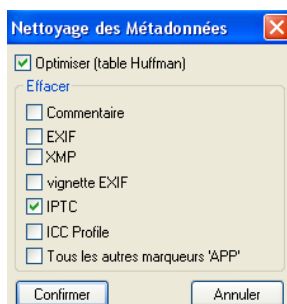 Nettoyage des Métadonnées
Optimiser (table Huffman)
Effacer
Commentaire
EXIF
XMP
vignette EXIF
IPTC
ICC Profile
Tous les autres marqueurs 'APP'
Confirmer Annuler